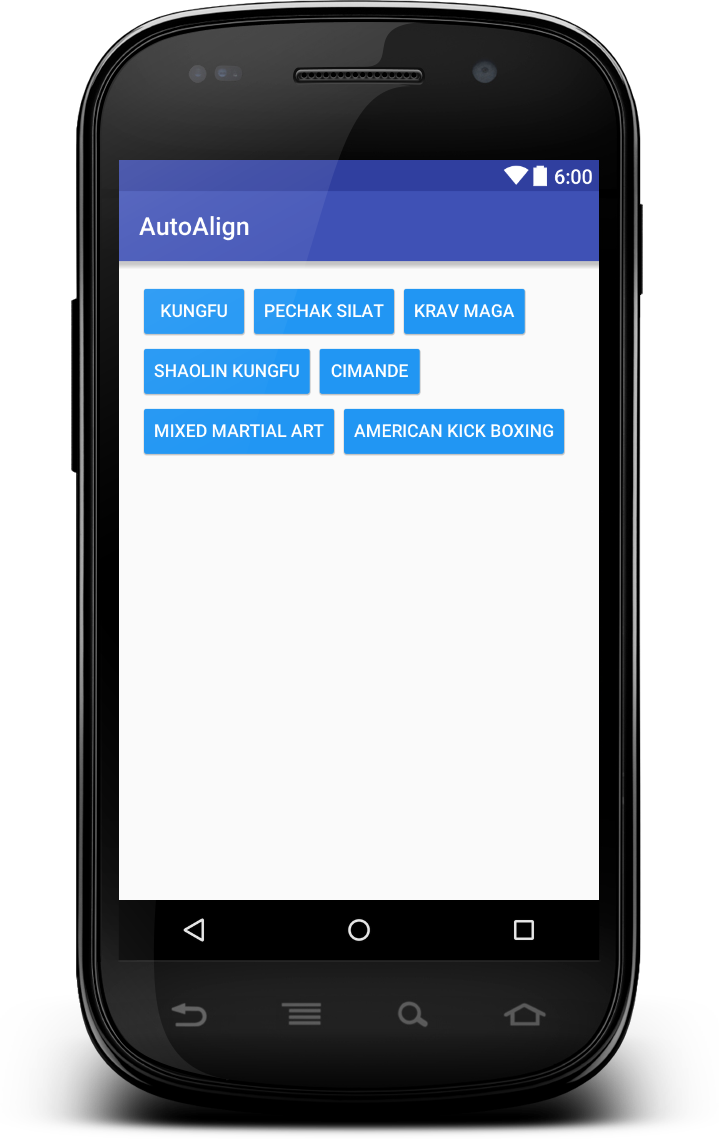 6:00
AutoAlign
KUNGFU PECHAK SILAT KRAV MAGA
SHAOLIN KUNGFU CIMANDE
MIXED MARTIAL ART AMERICAN KICK BOXING